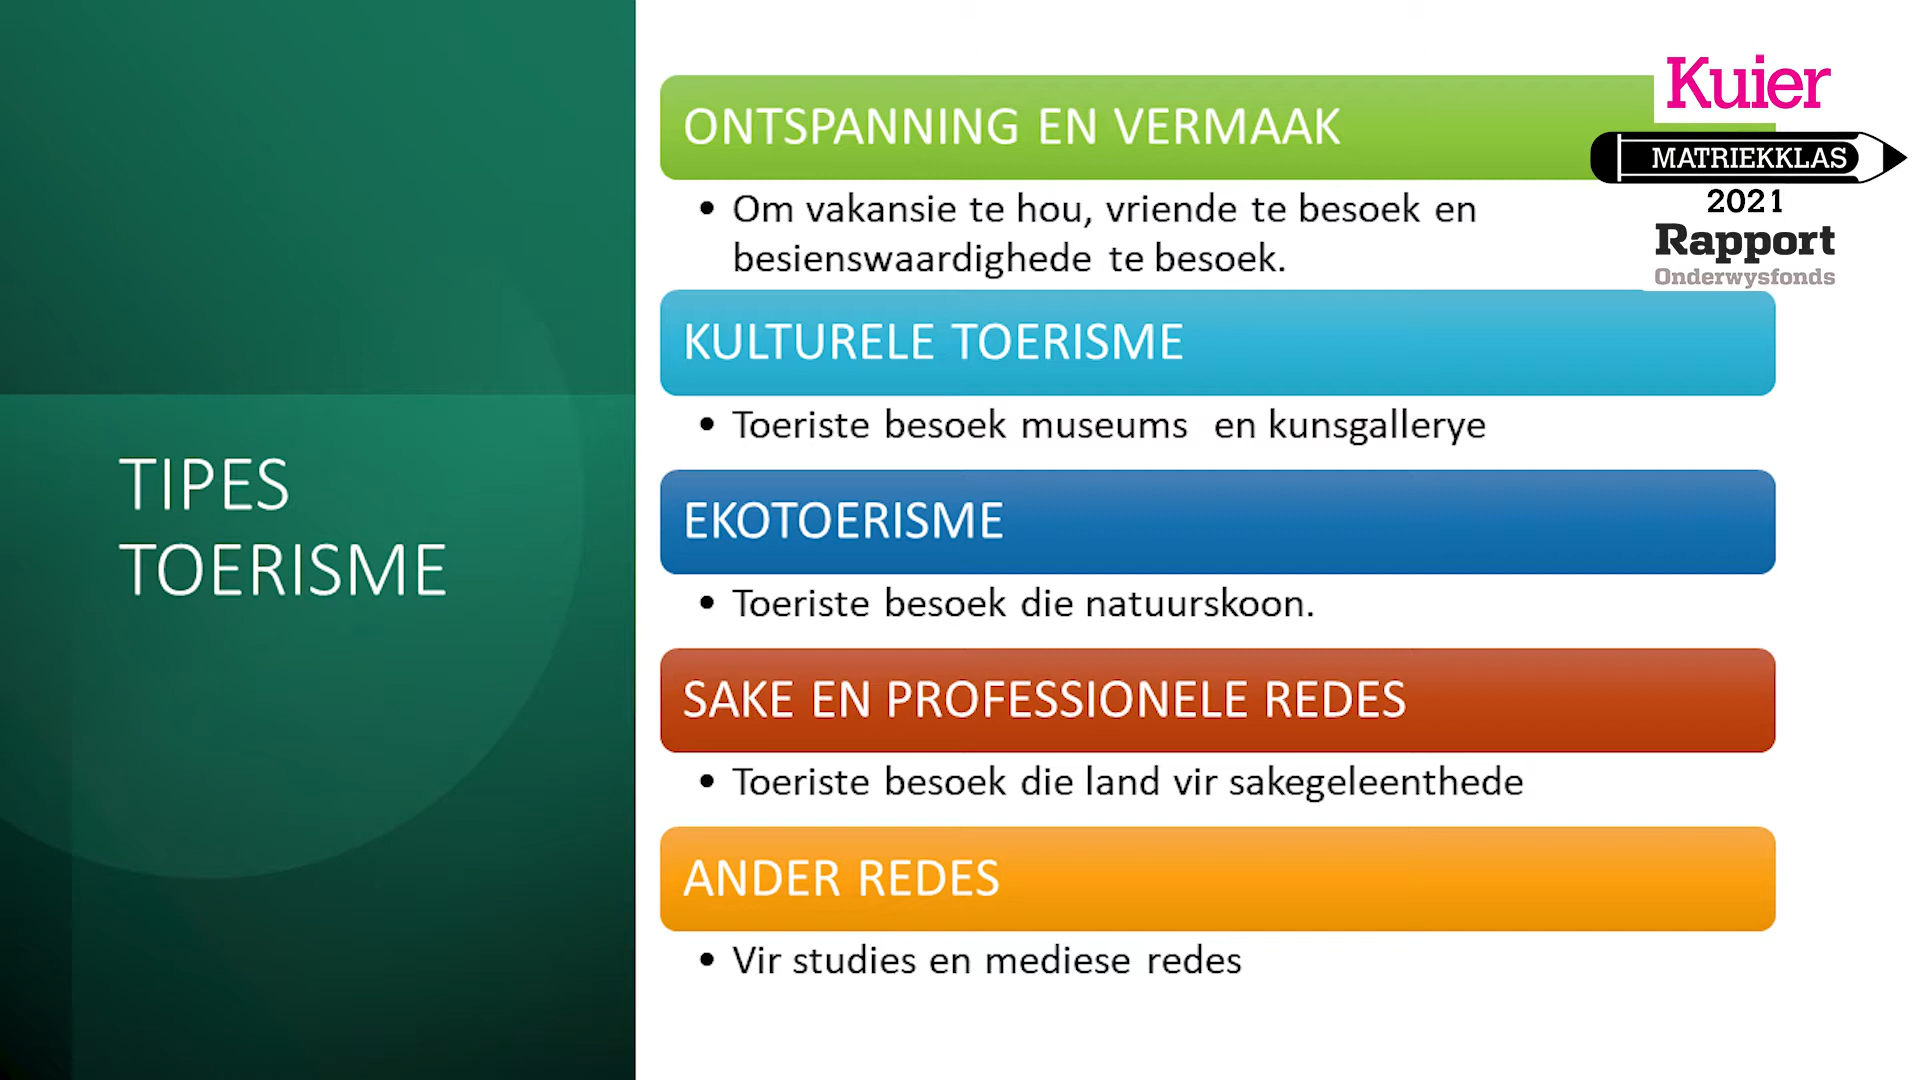 TIPES
TOERISME
ONTSPANNING EN VERMAAK
• Om vakansie te hou, vriende te besoek en
besienswaardighede te besoek.
KULTURELE TOERISME
• Toeriste besoek museums en kunsgallerye
EKOTOERISME
• Toeriste besoek die natuurskoon.
SAKE EN PROFESSIONELE REDES
• Toeriste besoek die land vir sakegeleenthede
ANDER REDES
• Vir studies en mediese redes
Kuier
MATRIEKKLAS
2021
Rapport
Onderwysfonds